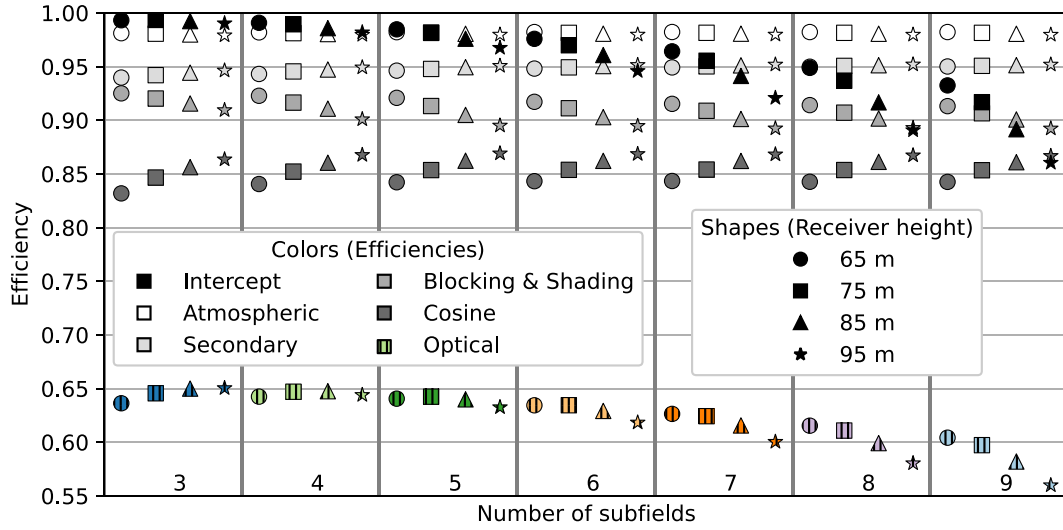 1.00
0.95
0.90
0.85
0.80
0.75
0.70
0.65
0.60
0.55
Efficiency
Colors (Efficiencies)
Intercept
Atmospheric
Secondary
Blocking & Shading
Cosine
Optical
Shapes (Receiver height)
65 m
75 m
85 m
95 m
3 4 5 6 7 8 9
Number of subfields